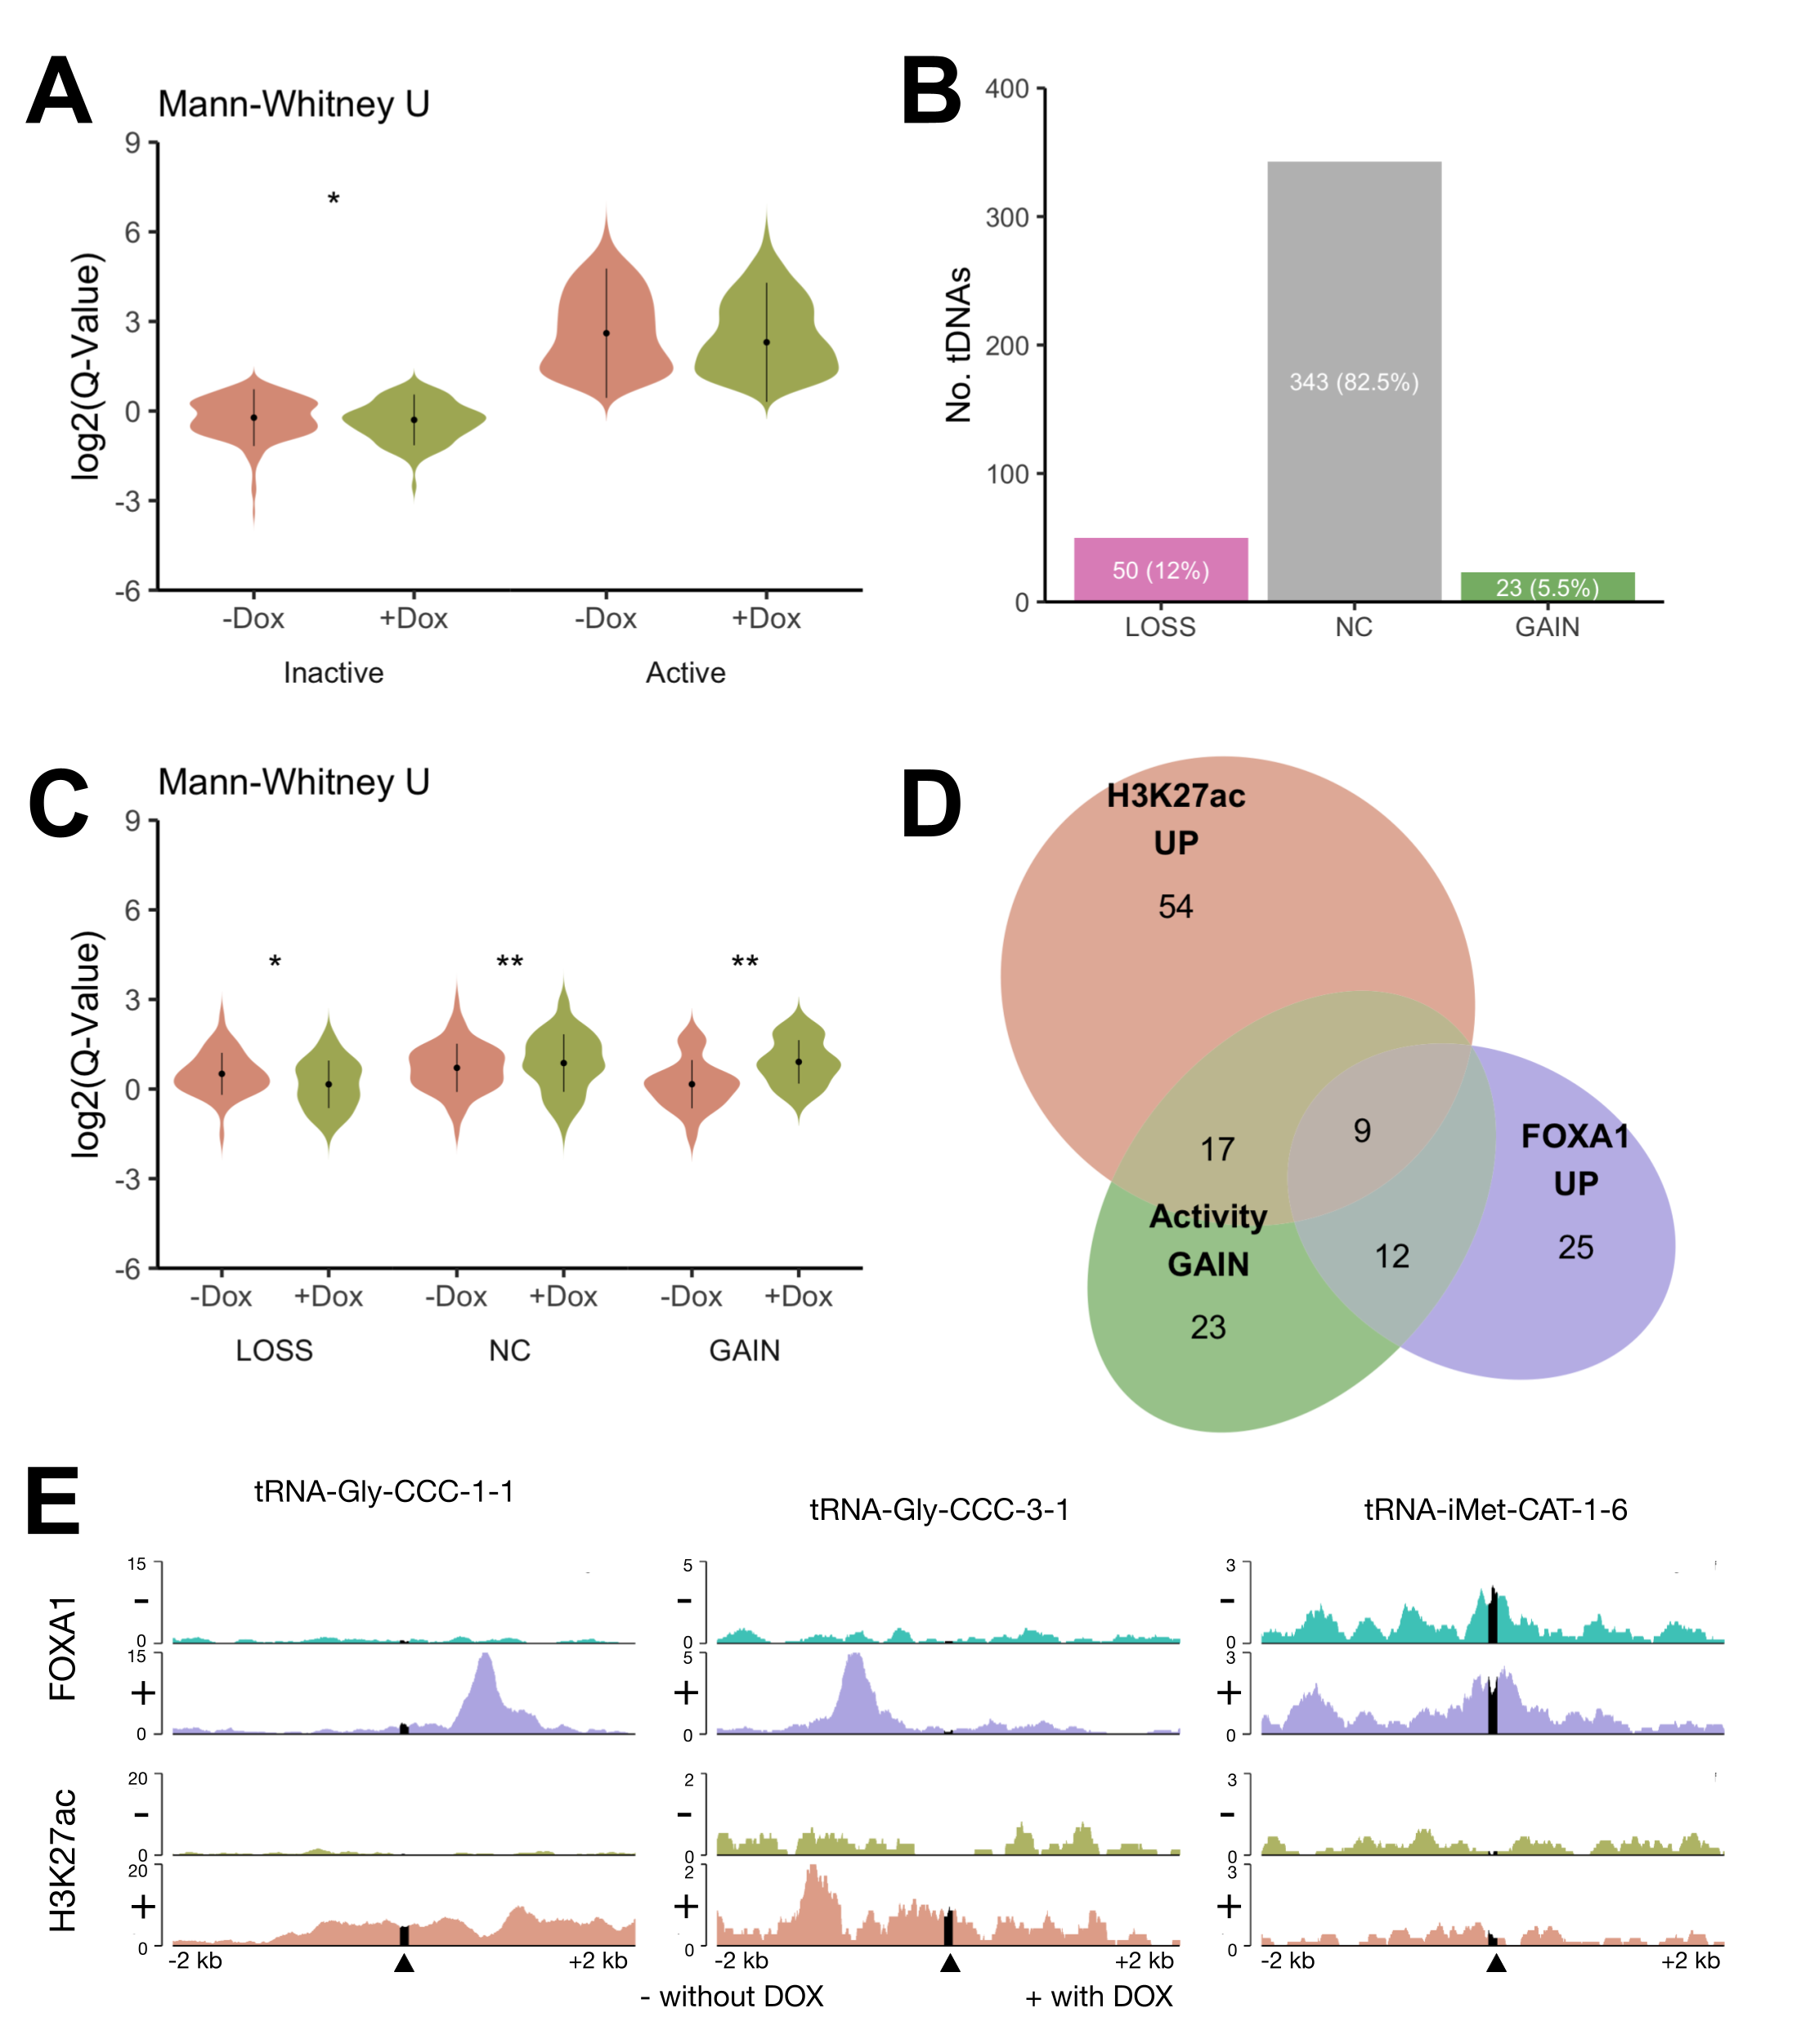 A
Mann-Whitney U
9
6
3
0
-3
-6
log2(Q-Value)
*
-Dox
+Dox
-Dox
+Dox
Inactive
Active
B
400
300
200
100
0
No. tDNAs
50 (12%)
343 (82.5%)
23 (5.5%)
LOSS
NC
GAIN
C
Mann-Whitney U
9
6
3
0
-3
-6
log2(Q-Value)
*
**
**
-Dox
+Dox
-Dox
+Dox
-Dox
+Dox
LOSS
NC
GAIN
D
H3K27ac
UP
54
17
9
FOXA1
UP
25
Activity
GAIN
23
12
E
tRNA-Gly-CCC-1-1
tRNA-Gly-CCC-3-1
tRNA-iMet-CAT-1-6
FOXA1
15
-
0
15
+
0
5
-
0
5
+
0
3
-
0
3
+
0
H3K27ac
20
-
0
20
+
0
2
-
0
2
+
0
3
-
0
3
+
0
-2 kb
+2 kb
-2 kb
+2 kb
-2 kb
+2 kb
- without DOX
+ with DOX